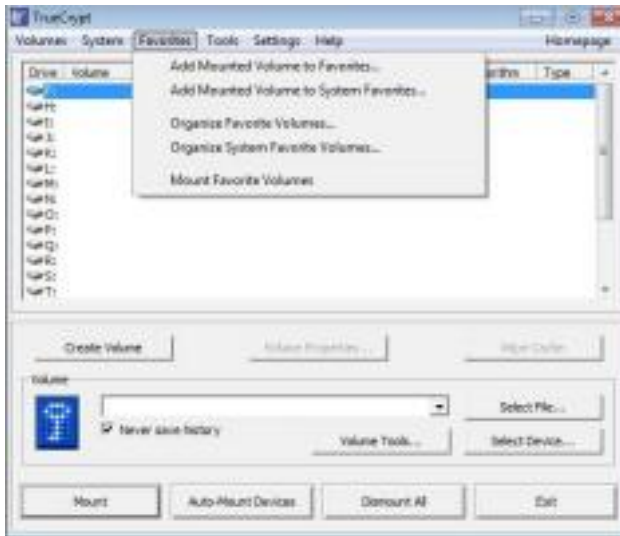 TrueCrypt
Volumes System Favorites Tools Settings Help Homepage
Drive Volume Algorithm Type
Add Mounted Volume to Favorites...
Add Mounted Volume to System Favorites...
Organize Favorite Volumes...
Organize System Favorite Volumes...
Mount Favorite Volumes
H:
I:
J:
K:
L:
M:
N:
O:
P:
Q:
R:
S:
T:
Create Volume Volume Properties... Wipe Cache
Volume
Select File...
Never save history
Volume Tools... Select Device...
Mount Auto-Mount Devices Dismount All Exit